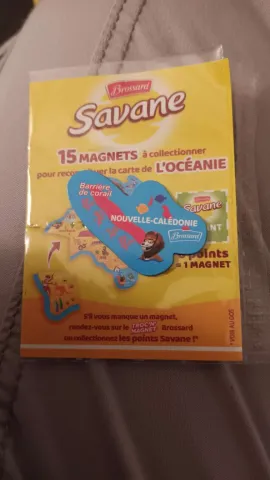 Brossard
Savane
15 MAGNETS à collectionner
pour reconstituer la carte de L'OCÉANIE
Barrière
de corail
NOUVELLE-CALÉDONIE
Brossard
Savane
points
= 1 MAGNET
S'il vous manque un magnet,
rendez-vous sur le Brossard
ou collectionnez les points Savane !*